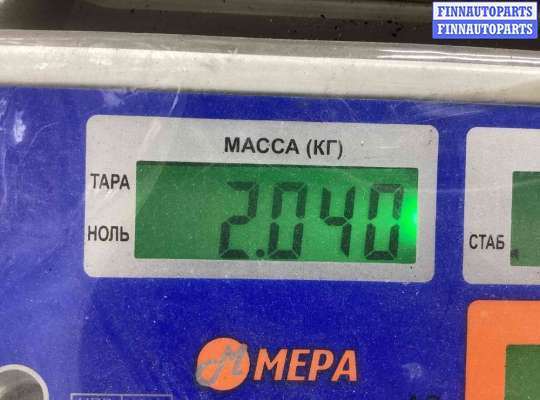 FINNAUTOPARTS
FINNAUTOPARTS
МАССА (КГ)
ТАРА
2.040
НОЛЬ
СТАБ
МЕРА